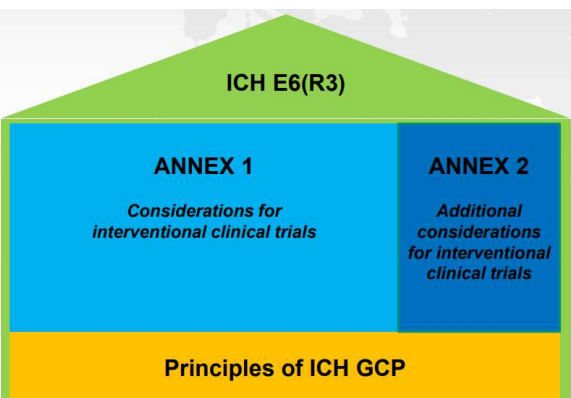 ICH E6(R3)
ANNEX 1
Considerations for
interventional clinical trials
ANNEX 2
Additional
considerations
for interventional
clinical trials
Principles of ICH GCP